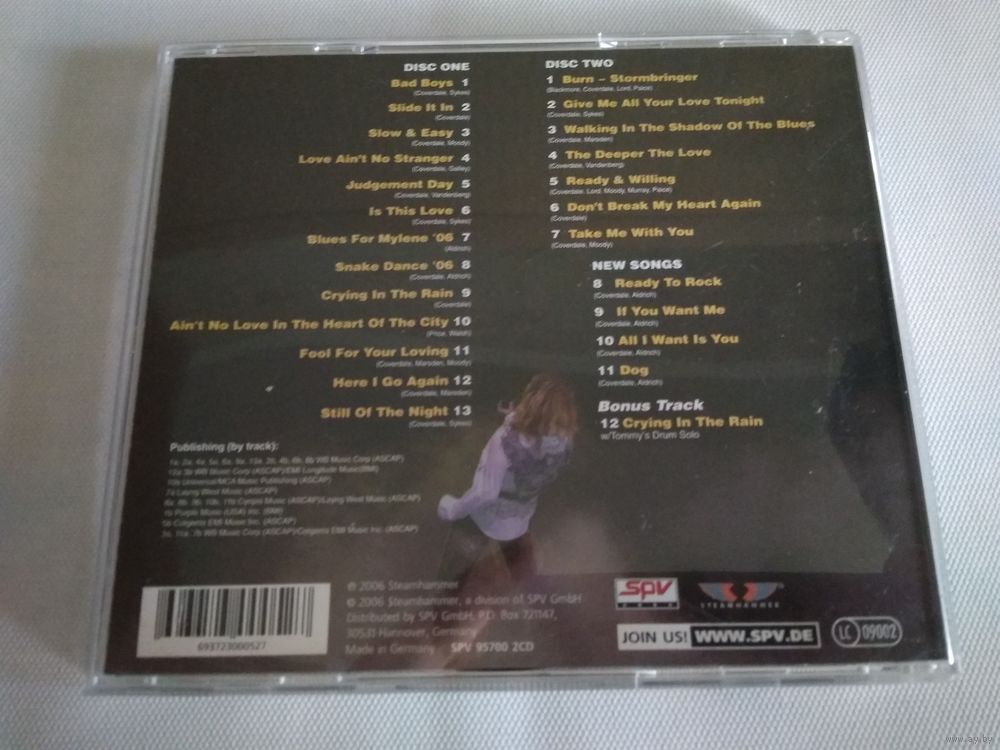 DISC ONE
Bad Boys 1
(Coverdale, Sykes)
Slide It In 2
(Coverdale)
Slow & Easy 3
(Coverdale, Moody)
Love Ain't No Stranger 4
(Coverdale, Galley)
Judgement Day 5
(Coverdale, Vandenberg)
Is This Love 6
(Coverdale, Sykes)
Blues For Mylene '06 7
(Aldrich)
Snake Dance '06 8
(Coverdale, Aldrich)
Crying In The Rain 9
(Coverdale)
Ain't No Love In The Heart Of The City 10
(Price, Walsh)
Fool For Your Loving 11
(Coverdale, Marsden, Moody)
Here I Go Again 12
(Coverdale, Marsden)
Still Of The Night 13
(Coverdale, Sykes)
Publishing (by track):
DISC TWO
1 Burn – Stormbringer
(Blackmore, Coverdale, Lord, Paice)
2 Give Me All Your Love Tonight
(Coverdale, Sykes)
3 Walking In The Shadow Of The Blues
(Coverdale, Marsden)
4 The Deeper The Love
(Coverdale, Vandenberg)
5 Ready & Willing
(Coverdale, Lord, Moody, Murray, Paice)
6 Don't Break My Heart Again
(Coverdale)
7 Take Me With You
(Coverdale, Moody)
NEW SONGS
8 Ready To Rock
(Coverdale, Aldrich)
9 If You Want Me
(Coverdale, Aldrich)
10 All I Want Is You
(Coverdale, Aldrich)
11 Dog
(Coverdale, Aldrich)
Bonus Track
12 Crying In The Rain
w/Tommy's Drum Solo
693723000527
℗ 2006 Steamhammer
© 2006 Steamhammer, a division of SPV GmbH
Distributed by SPV GmbH, P.O. Box 721147,
30531 Hannover, Germany
Made in Germany SPV 95700 2CD
SPV
STEAMHAMMER
JOIN US! WWW.SPV.DE
LC 09002
www.ay.by